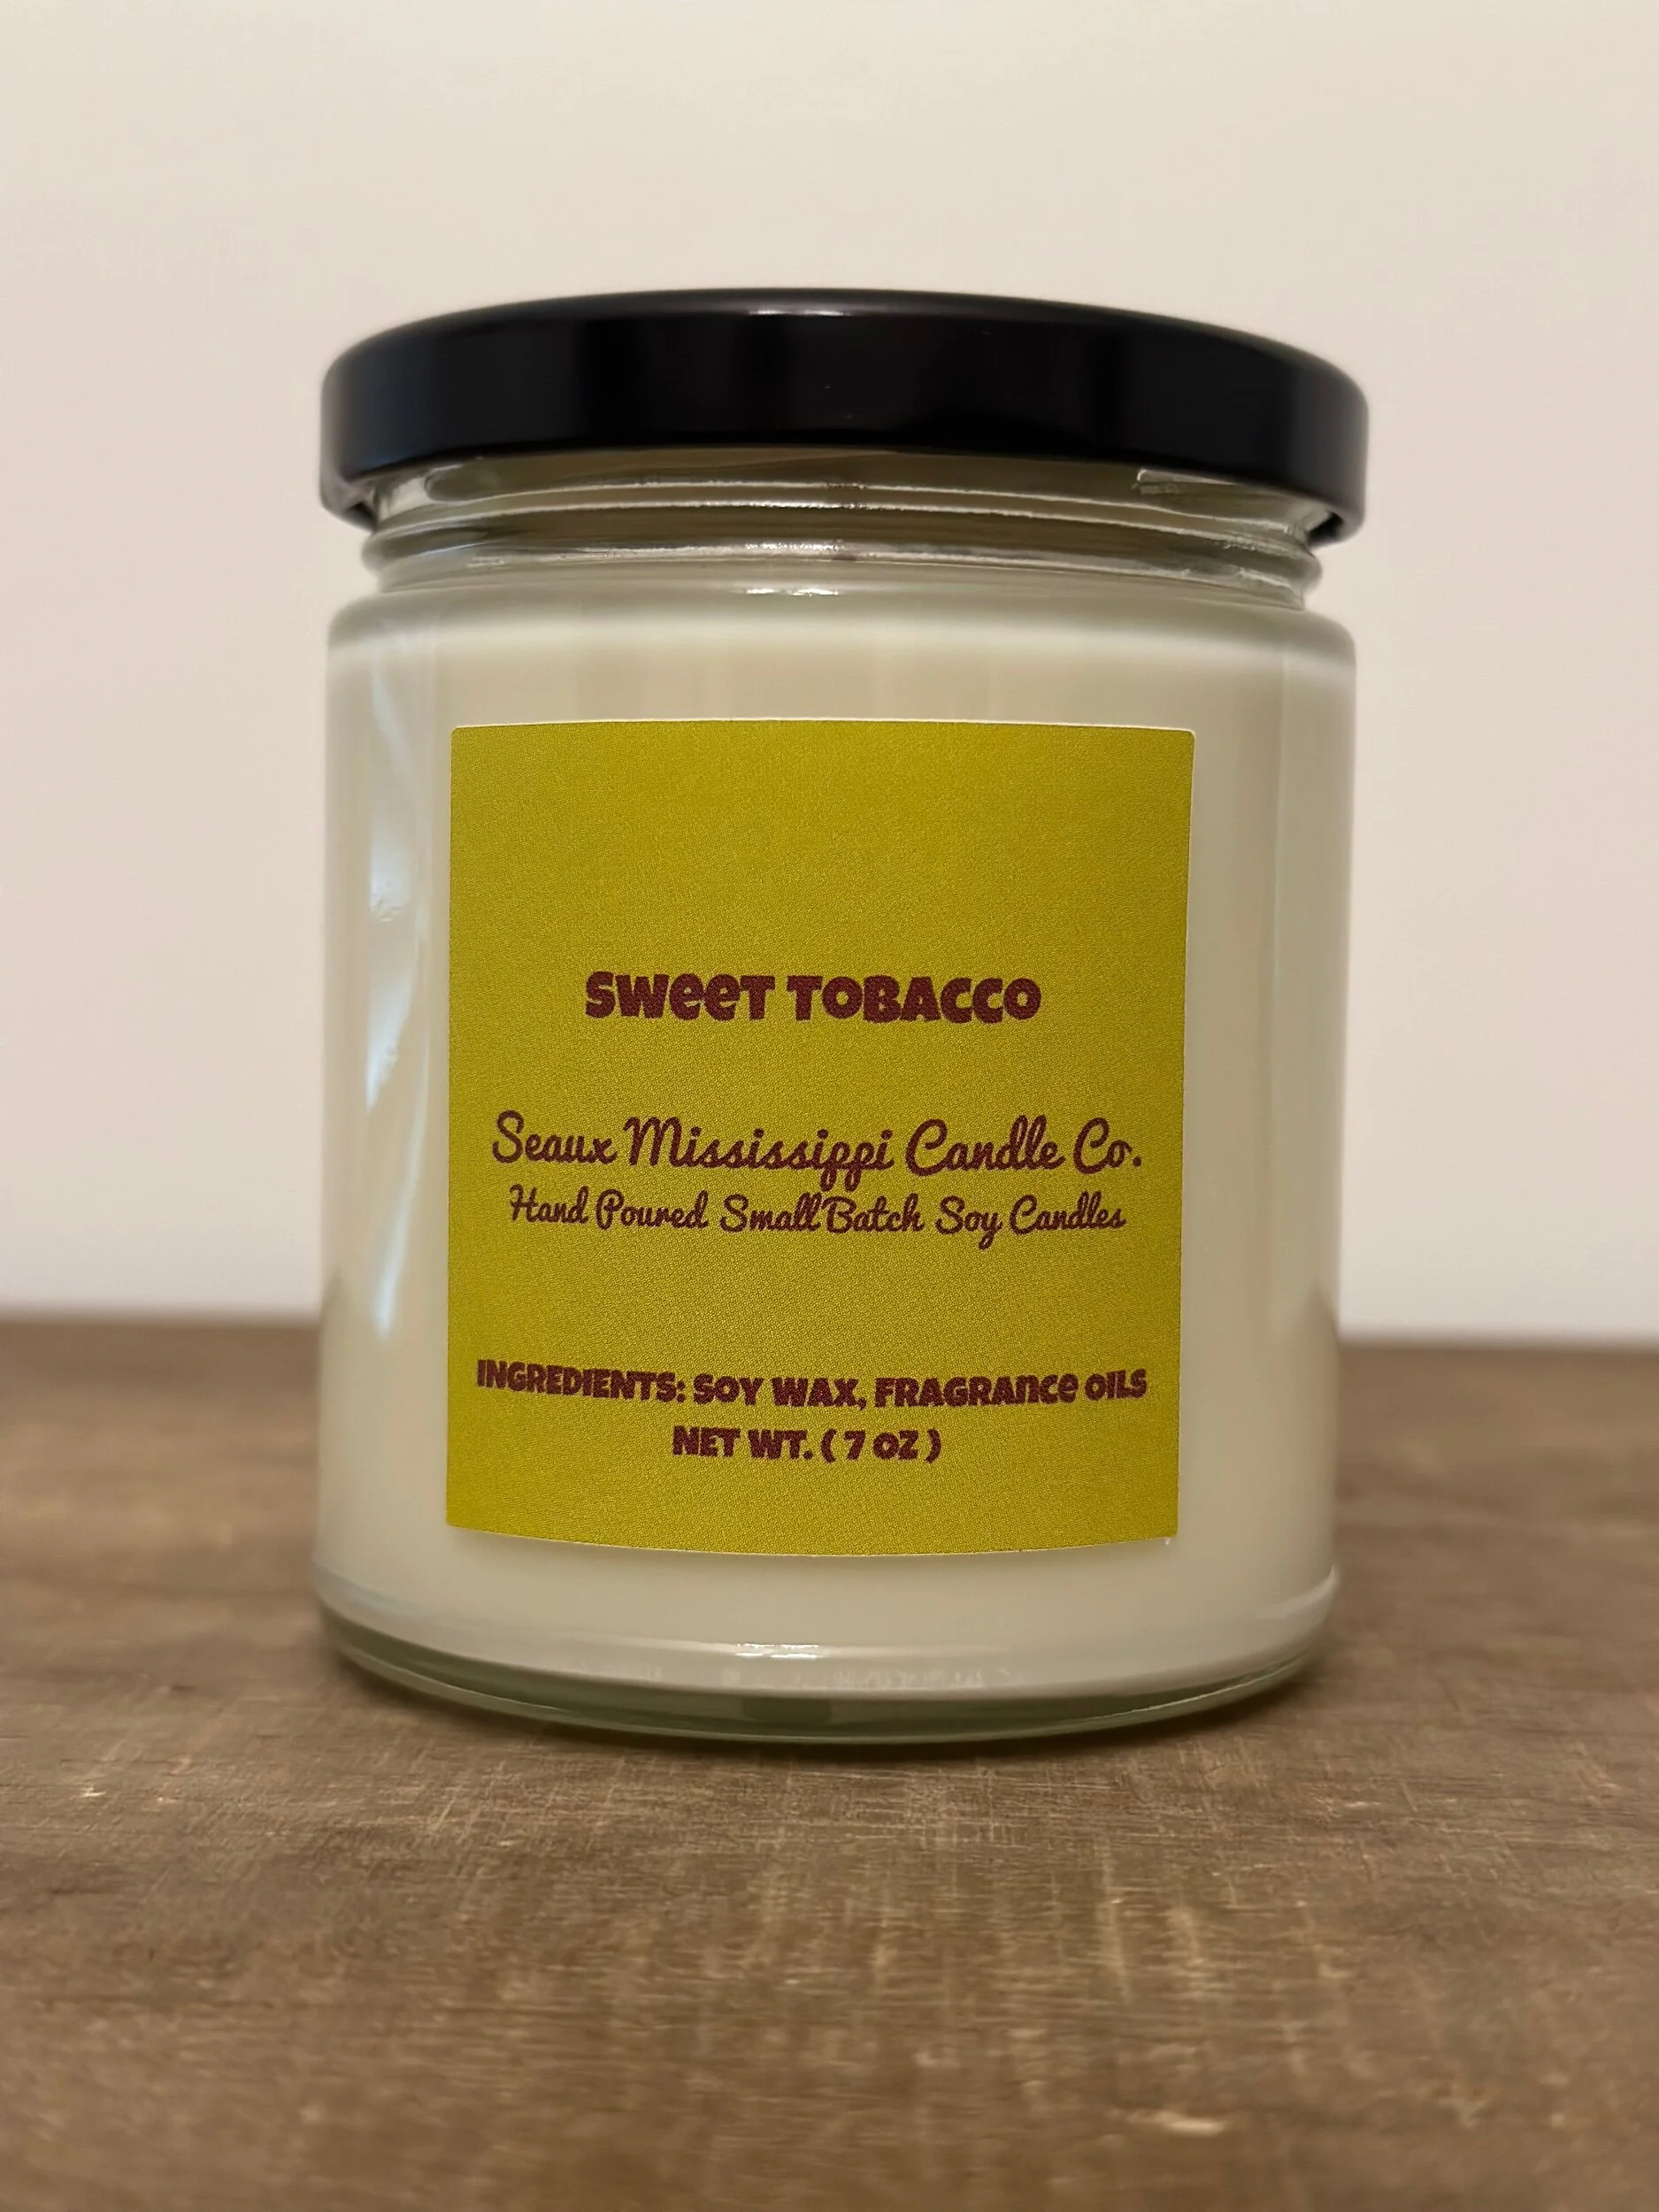 SWEET TOBACCO
Seaux Mississippi Candle Co.
Hand Poured Small Batch Soy Candles
INGREDIENTS: SOY WAX, FRAGRANCE OILS
NET WT. ( 7 OZ )